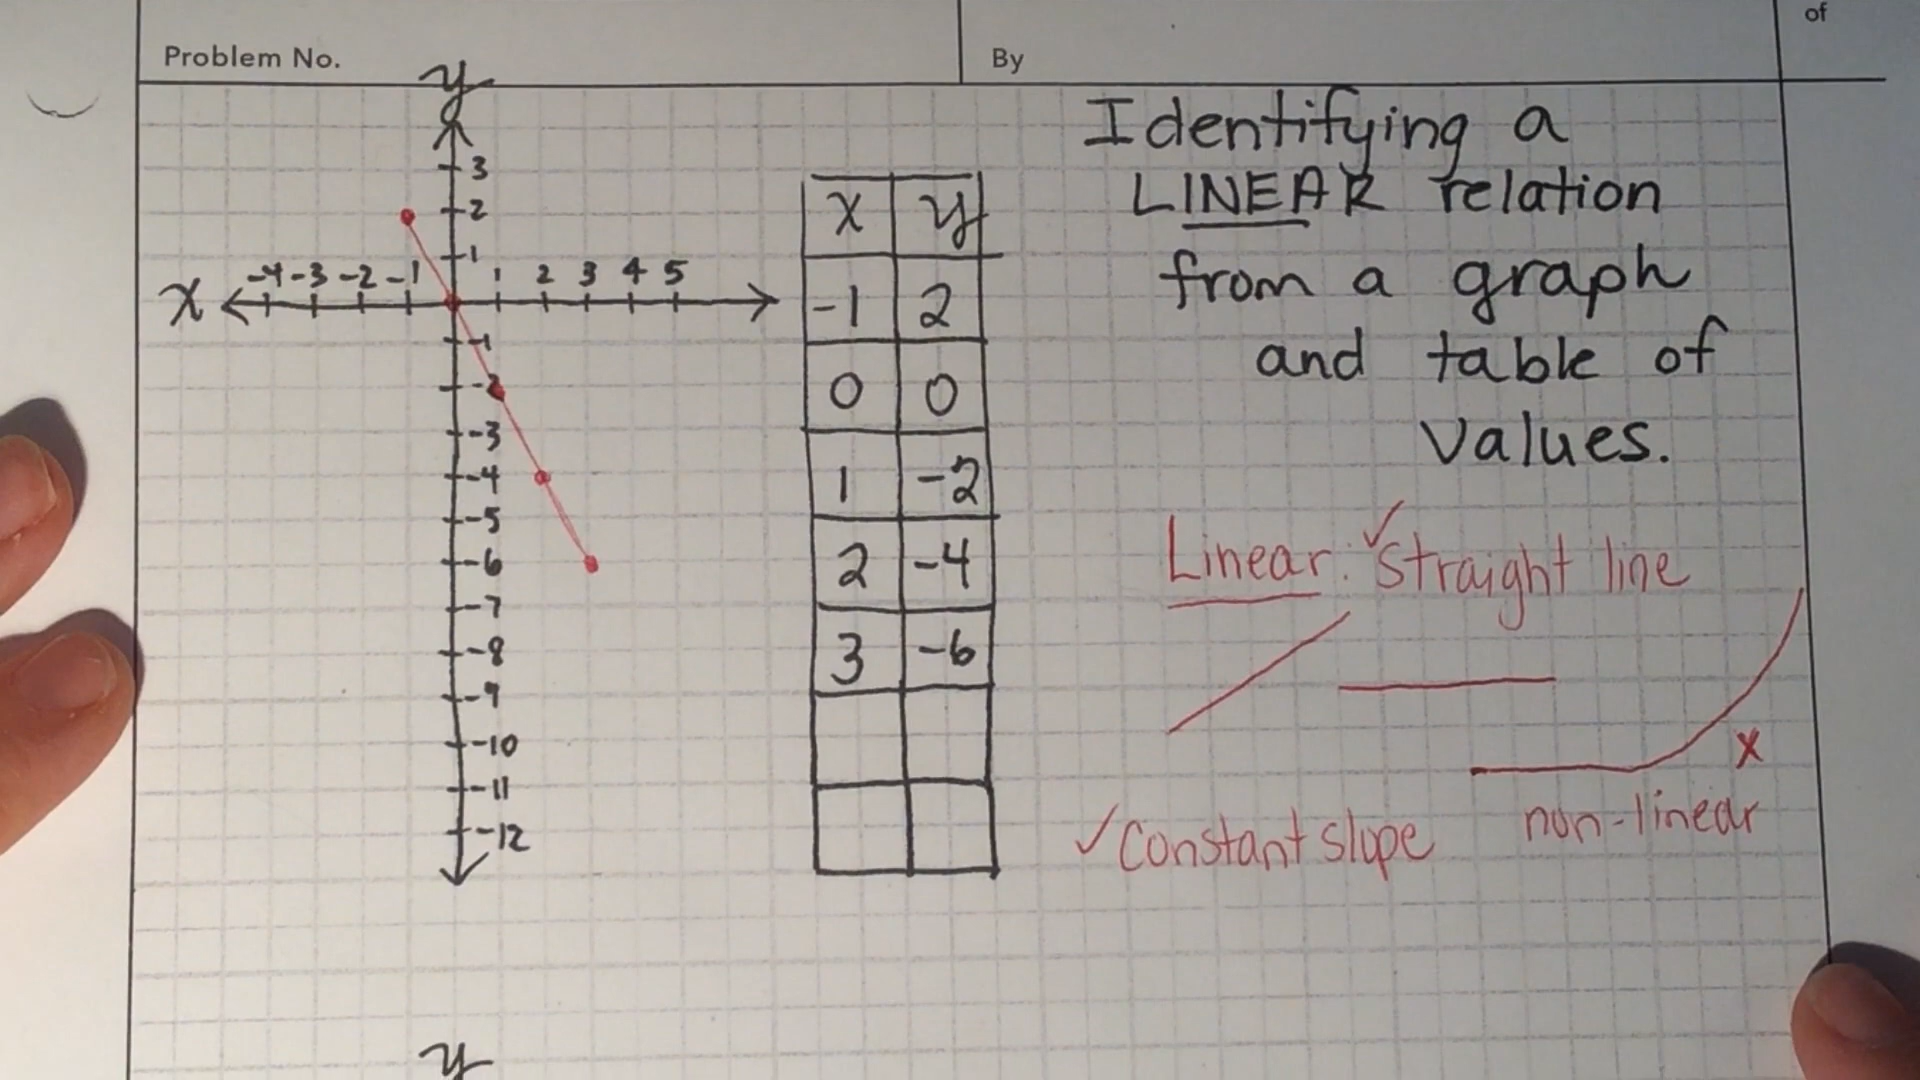 of
Problem No.
By
y
3
2
1
-4 -3 -2 -1 1 2 3 4 5
x
-1
-2
-3
-4
-5
-6
-7
-8
-9
-10
-11
-12
x y
-1 2
0 0
1 -2
2 -4
3 -6
Identifying a
LINEAR relation
from a graph
and table of
values.
Linear: ✓Straight line
x
non-linear
✓Constant slope
y